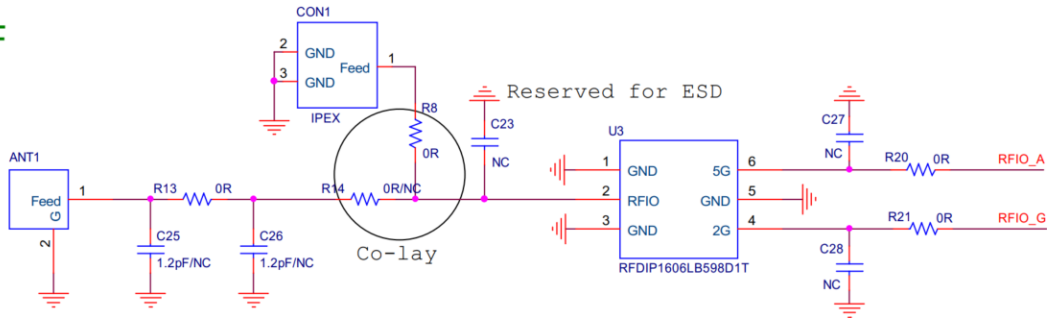 CON1
2
GND
3
GND
Feed
1
IPEX
R8
0R
Reserved for ESD
C23
NC
ANT1
Feed
G
1
2
R13
0R
R14
0R/NC
C25
1.2pF/NC
C26
1.2pF/NC
Co-lay
U3
1
GND
5G
6
2
RFIO
GND
5
3
GND
2G
4
RFDIP1606LB598D1T
C27
NC
R20
0R
RFIO_A
R21
0R
RFIO_G
C28
NC